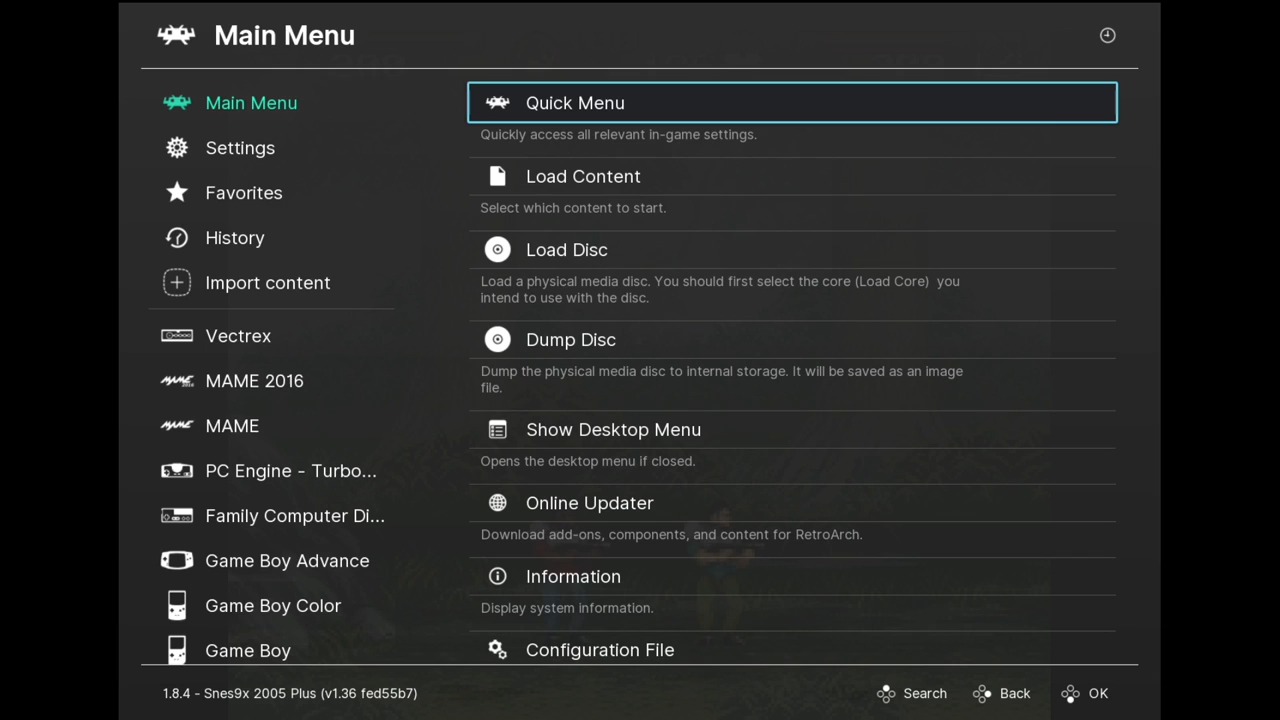 Main Menu
Main Menu
Settings
Favorites
History
Import content
Vectrex
MAME 2016
MAME
PC Engine - Turbo...
Family Computer Di...
Game Boy Advance
Game Boy Color
Game Boy
Quick Menu
Quickly access all relevant in-game settings.
Load Content
Select which content to start.
Load Disc
Load a physical media disc. You should first select the core (Load Core)  you
intend to use with the disc.
Dump Disc
Dump the physical media disc to internal storage. It will be saved as an image
file.
Show Desktop Menu
Opens the desktop menu if closed.
Online Updater
Download add-ons, components, and content for RetroArch.
Information
Display system information.
Configuration File
1.8.4 - Snes9x 2005 Plus (v1.36 fed55b7)
Search
Back
OK